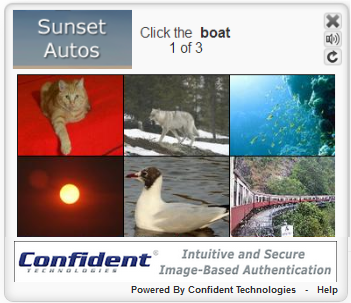 Sunset
Autos
Click the boat
1 of 3
Confident®
TECHNOLOGIES
Intuitive and Secure
Image-Based Authentication
Powered By Confident Technologies - Help